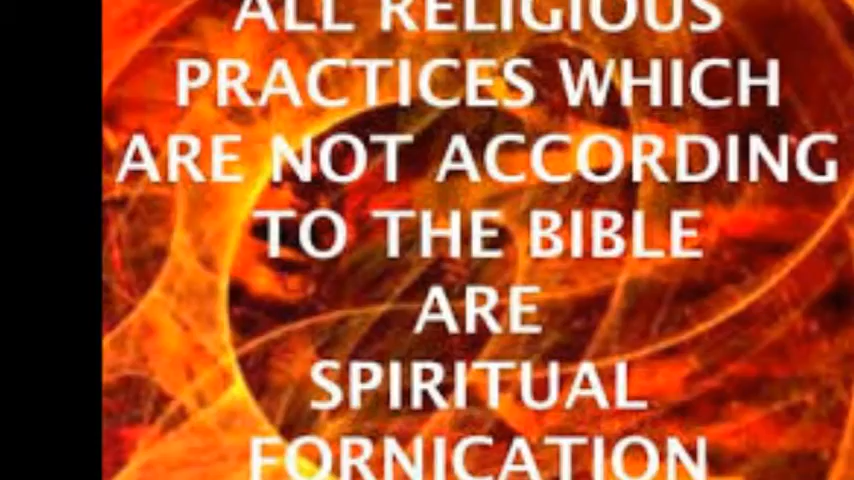 ALL RELIGIOUS
PRACTICES WHICH
ARE NOT ACCORDING
TO THE BIBLE
ARE
SPIRITUAL
FORNICATION